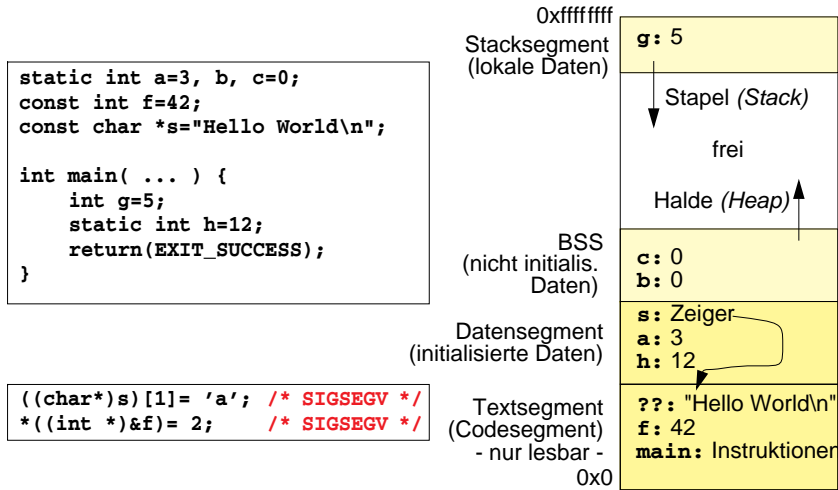 static int a=3, b, c=0;
const int f=42;
const char *s="Hello World\n";
int main( ... ) {
int g=5;
static int h=12;
return(EXIT_SUCCESS);
}
((char*)s)[1]= ’a’; /* SIGSEGV */
*((int *)&f)= 2; /* SIGSEGV */
0xffffffff
Stacksegment
(lokale Daten)
g: 5
Stapel (Stack)
frei
Halde (Heap)
BSS
(nicht initialis.
Daten)
c: 0
b: 0
Datensegment
(initialisierte Daten)
s: Zeiger
a: 3
h: 12
Textsegment
(Codesegment)
- nur lesbar -
0x0
??: "Hello World\n"
f: 42
main: Instruktionen